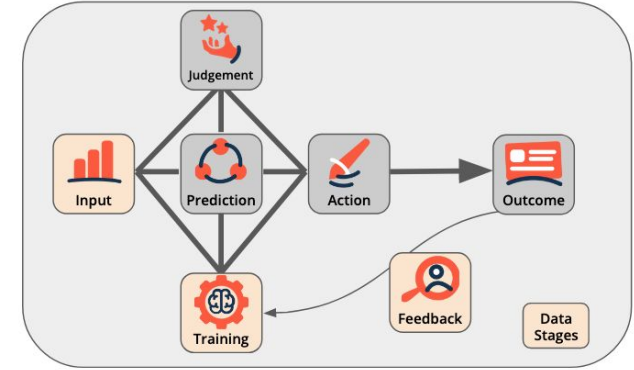 Judgement
Input
Prediction
Action
Outcome
Training
Feedback
Data
Stages